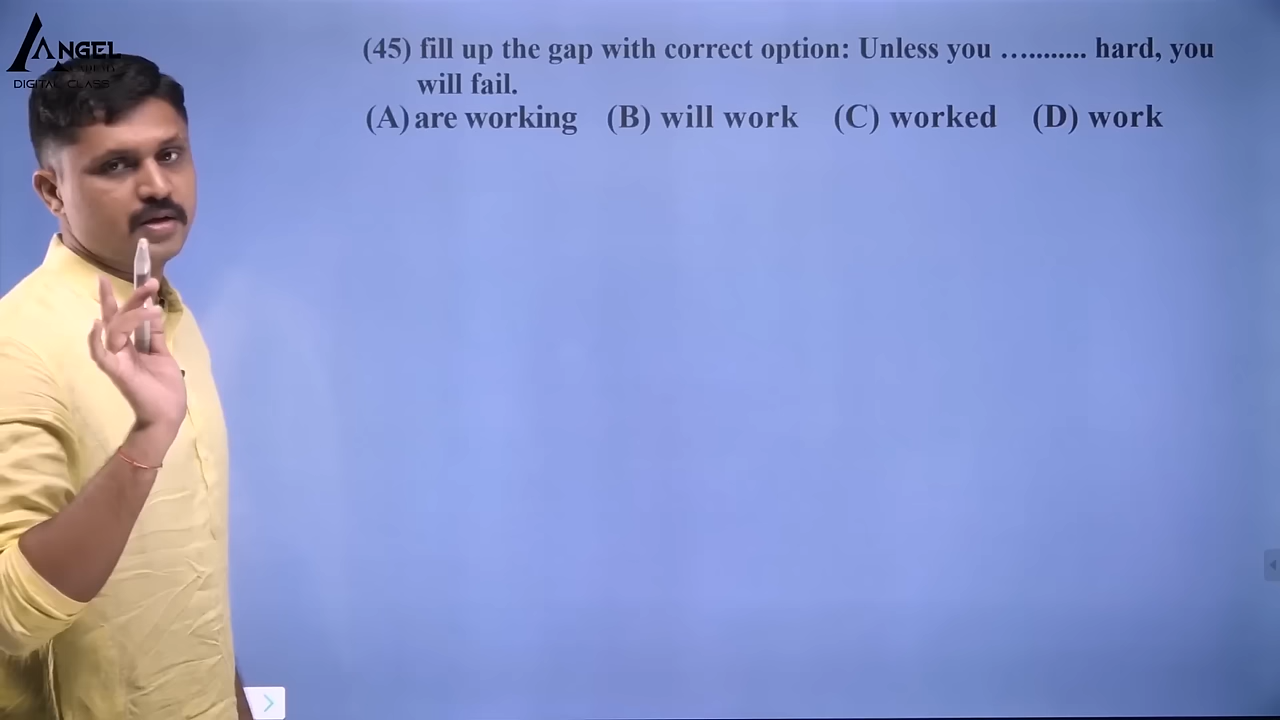 ANGEL
DIGITAL CLASS
(45) fill up the gap with correct option: Unless you …......... hard, you
will fail.
(A) are working (B) will work (C) worked (D) work